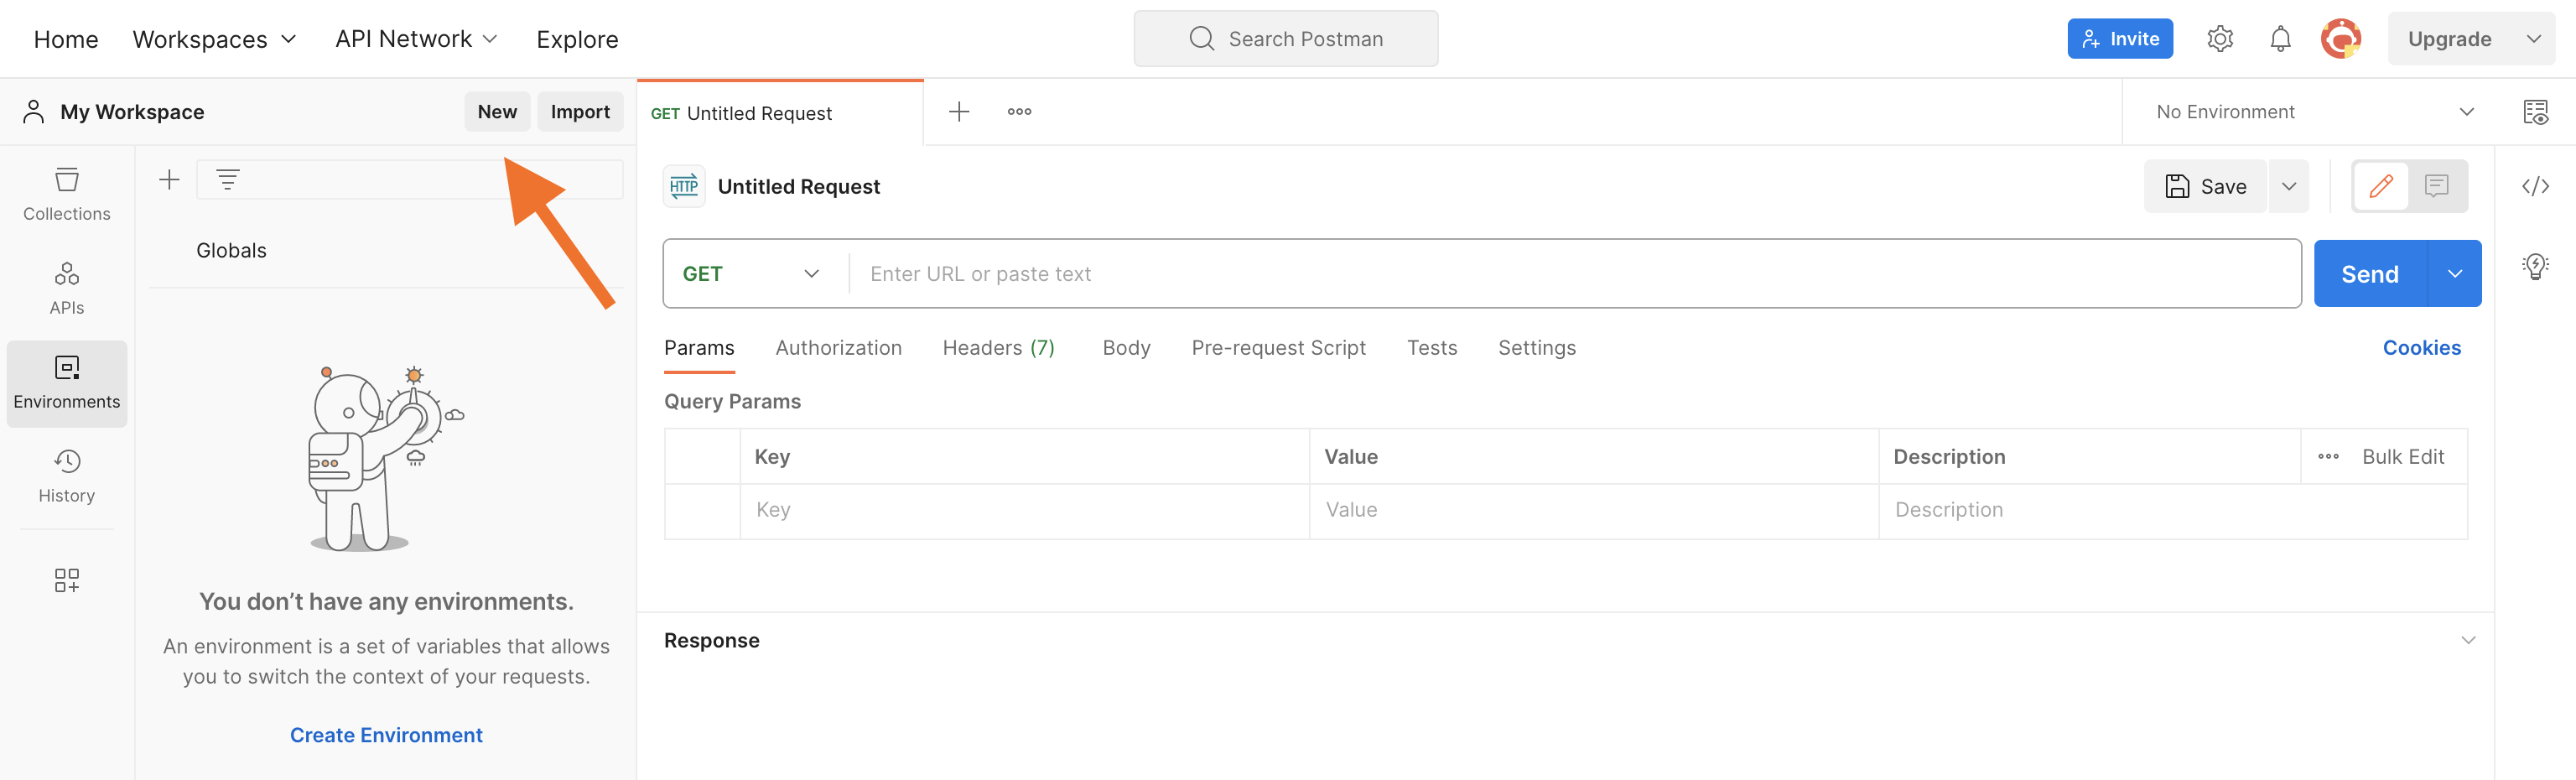 Home Workspaces API Network Explore Search Postman Invite Upgrade
My Workspace New Import
GET Untitled Request
No Environment
Collections
APIs
Environments
History
Globals
You don’t have any environments.
An environment is a set of variables that allows
you to switch the context of your requests.
Create Environment
HTTP Untitled Request Save
GET Enter URL or paste text Send
Params Authorization Headers (7) Body Pre-request Script Tests Settings Cookies
Query Params
Key Value Description Bulk Edit
Key Value Description
Response